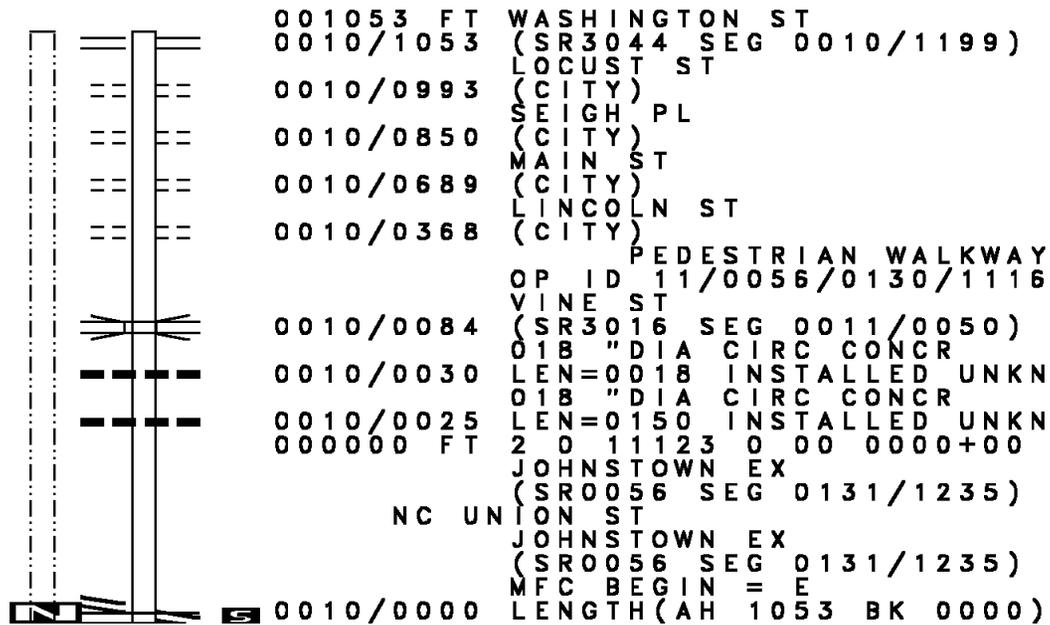 001053 FT WASHINGTON ST
0010/1053 (SR3044 SEG 0010/1199)
LOCUST ST
0010/0993 (CITY)
SEIGH PL
0010/0850 (CITY)
MAIN ST
0010/0689 (CITY)
LINCOLN ST
0010/0368 (CITY)
PEDESTRIAN WALKWAY
OP ID 11/0056/0130/1116
VINE ST
0010/0084 (SR3016 SEG 0011/0050)
018 "DIA CIRC CONCR
0010/0030 LEN=0018 INSTALLED UNKN
018 "DIA CIRC CONCR
0010/0025 LEN=0150 INSTALLED UNKN
000000 FT 2 0 11123 0 00 0000+00
JOHNSTOWN EX
(SR0056 SEG 0131/1235)
NC UNION ST
JOHNSTOWN EX
(SR0056 SEG 0131/1235)
MFC BEGIN = E
N S 0010/0000 LENGTH(AH 1053 BK 0000)